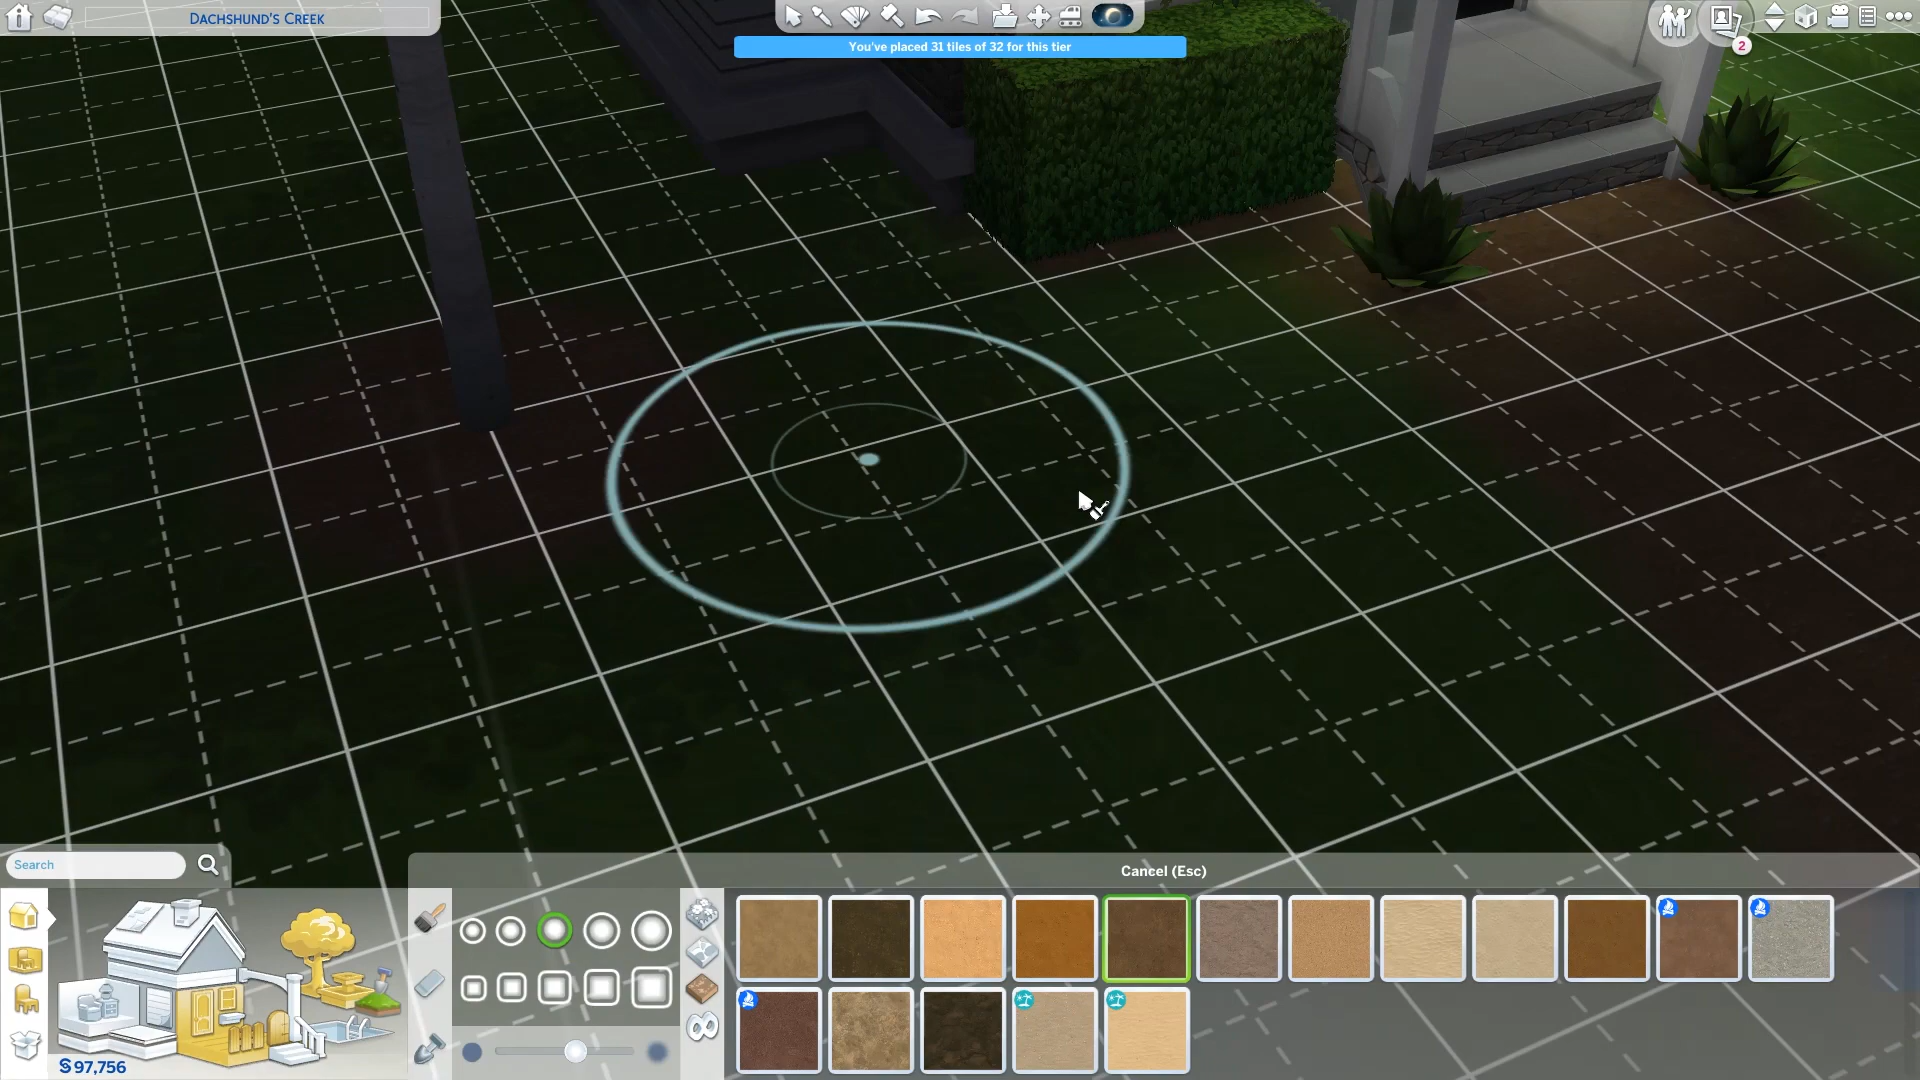 DACHSHUND'S CREEK
You've placed 31 tiles of 32 for this tier
2
Search
Cancel (Esc)
§97,756